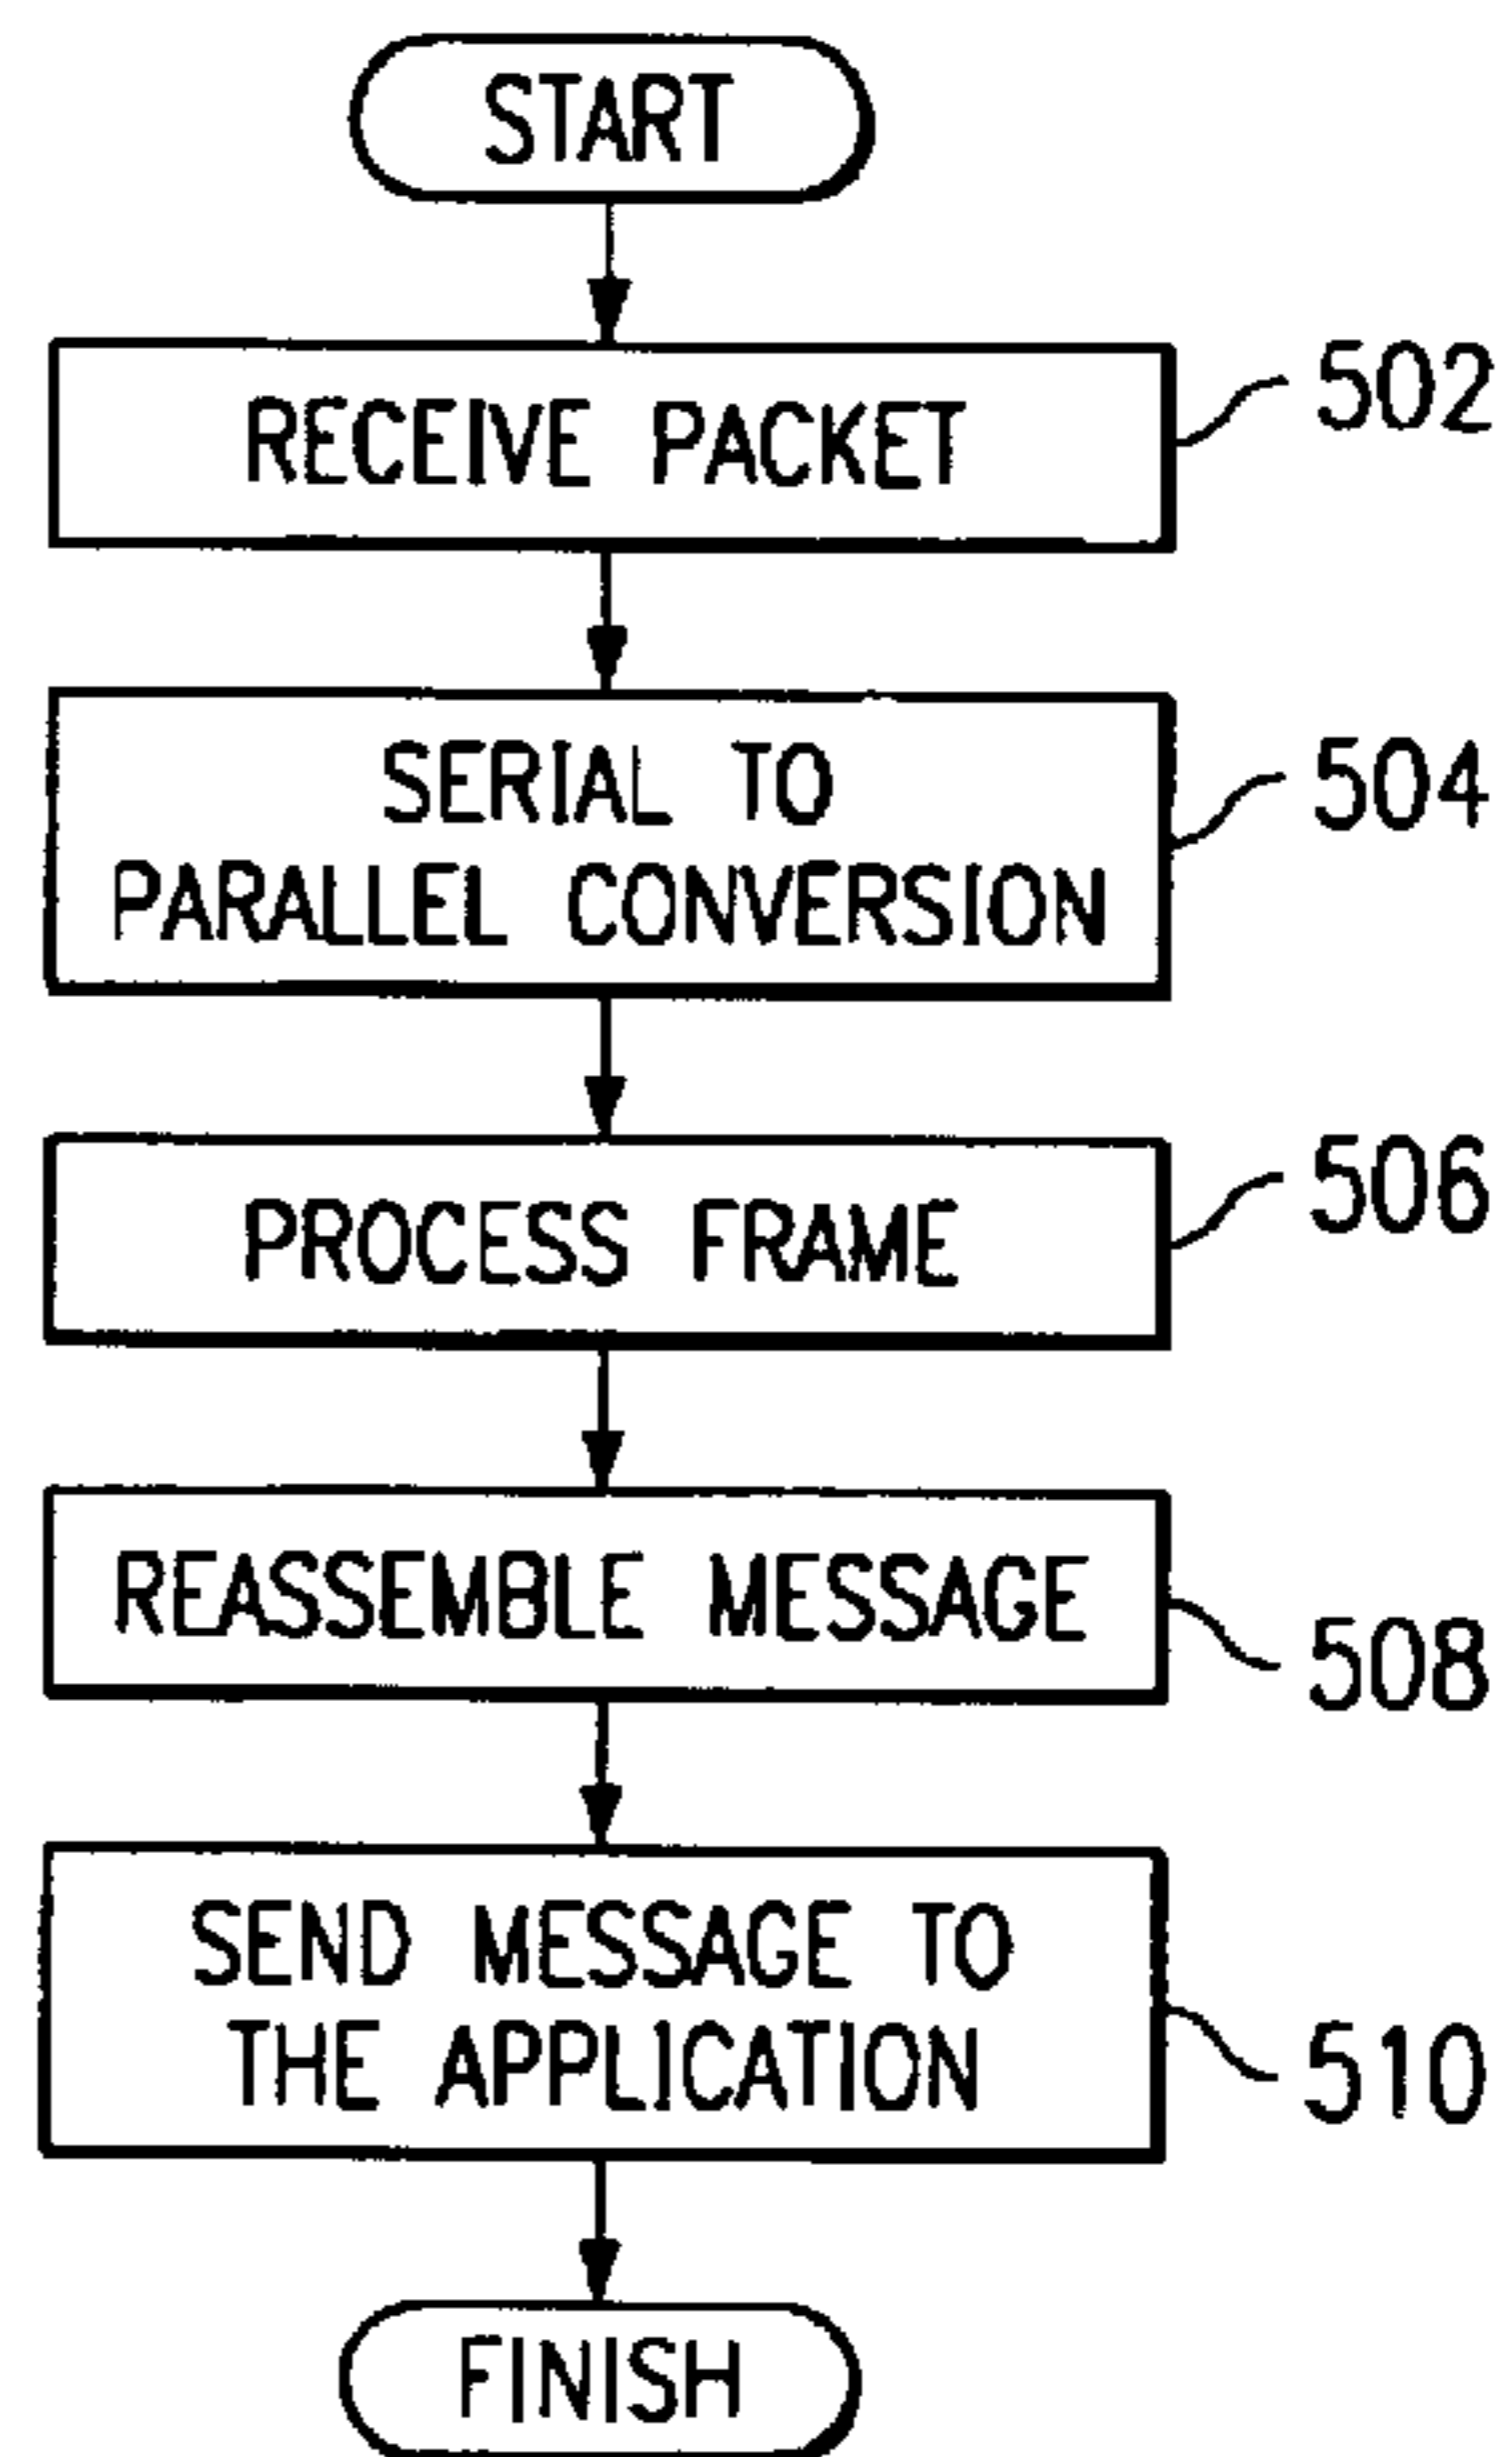 START
RECEIVE PACKET
502
SERIAL TO
PARALLEL CONVERSION
504
PROCESS FRAME
506
REASSEMBLE MESSAGE
508
SEND MESSAGE TO
THE APPLICATION
510
FINISH